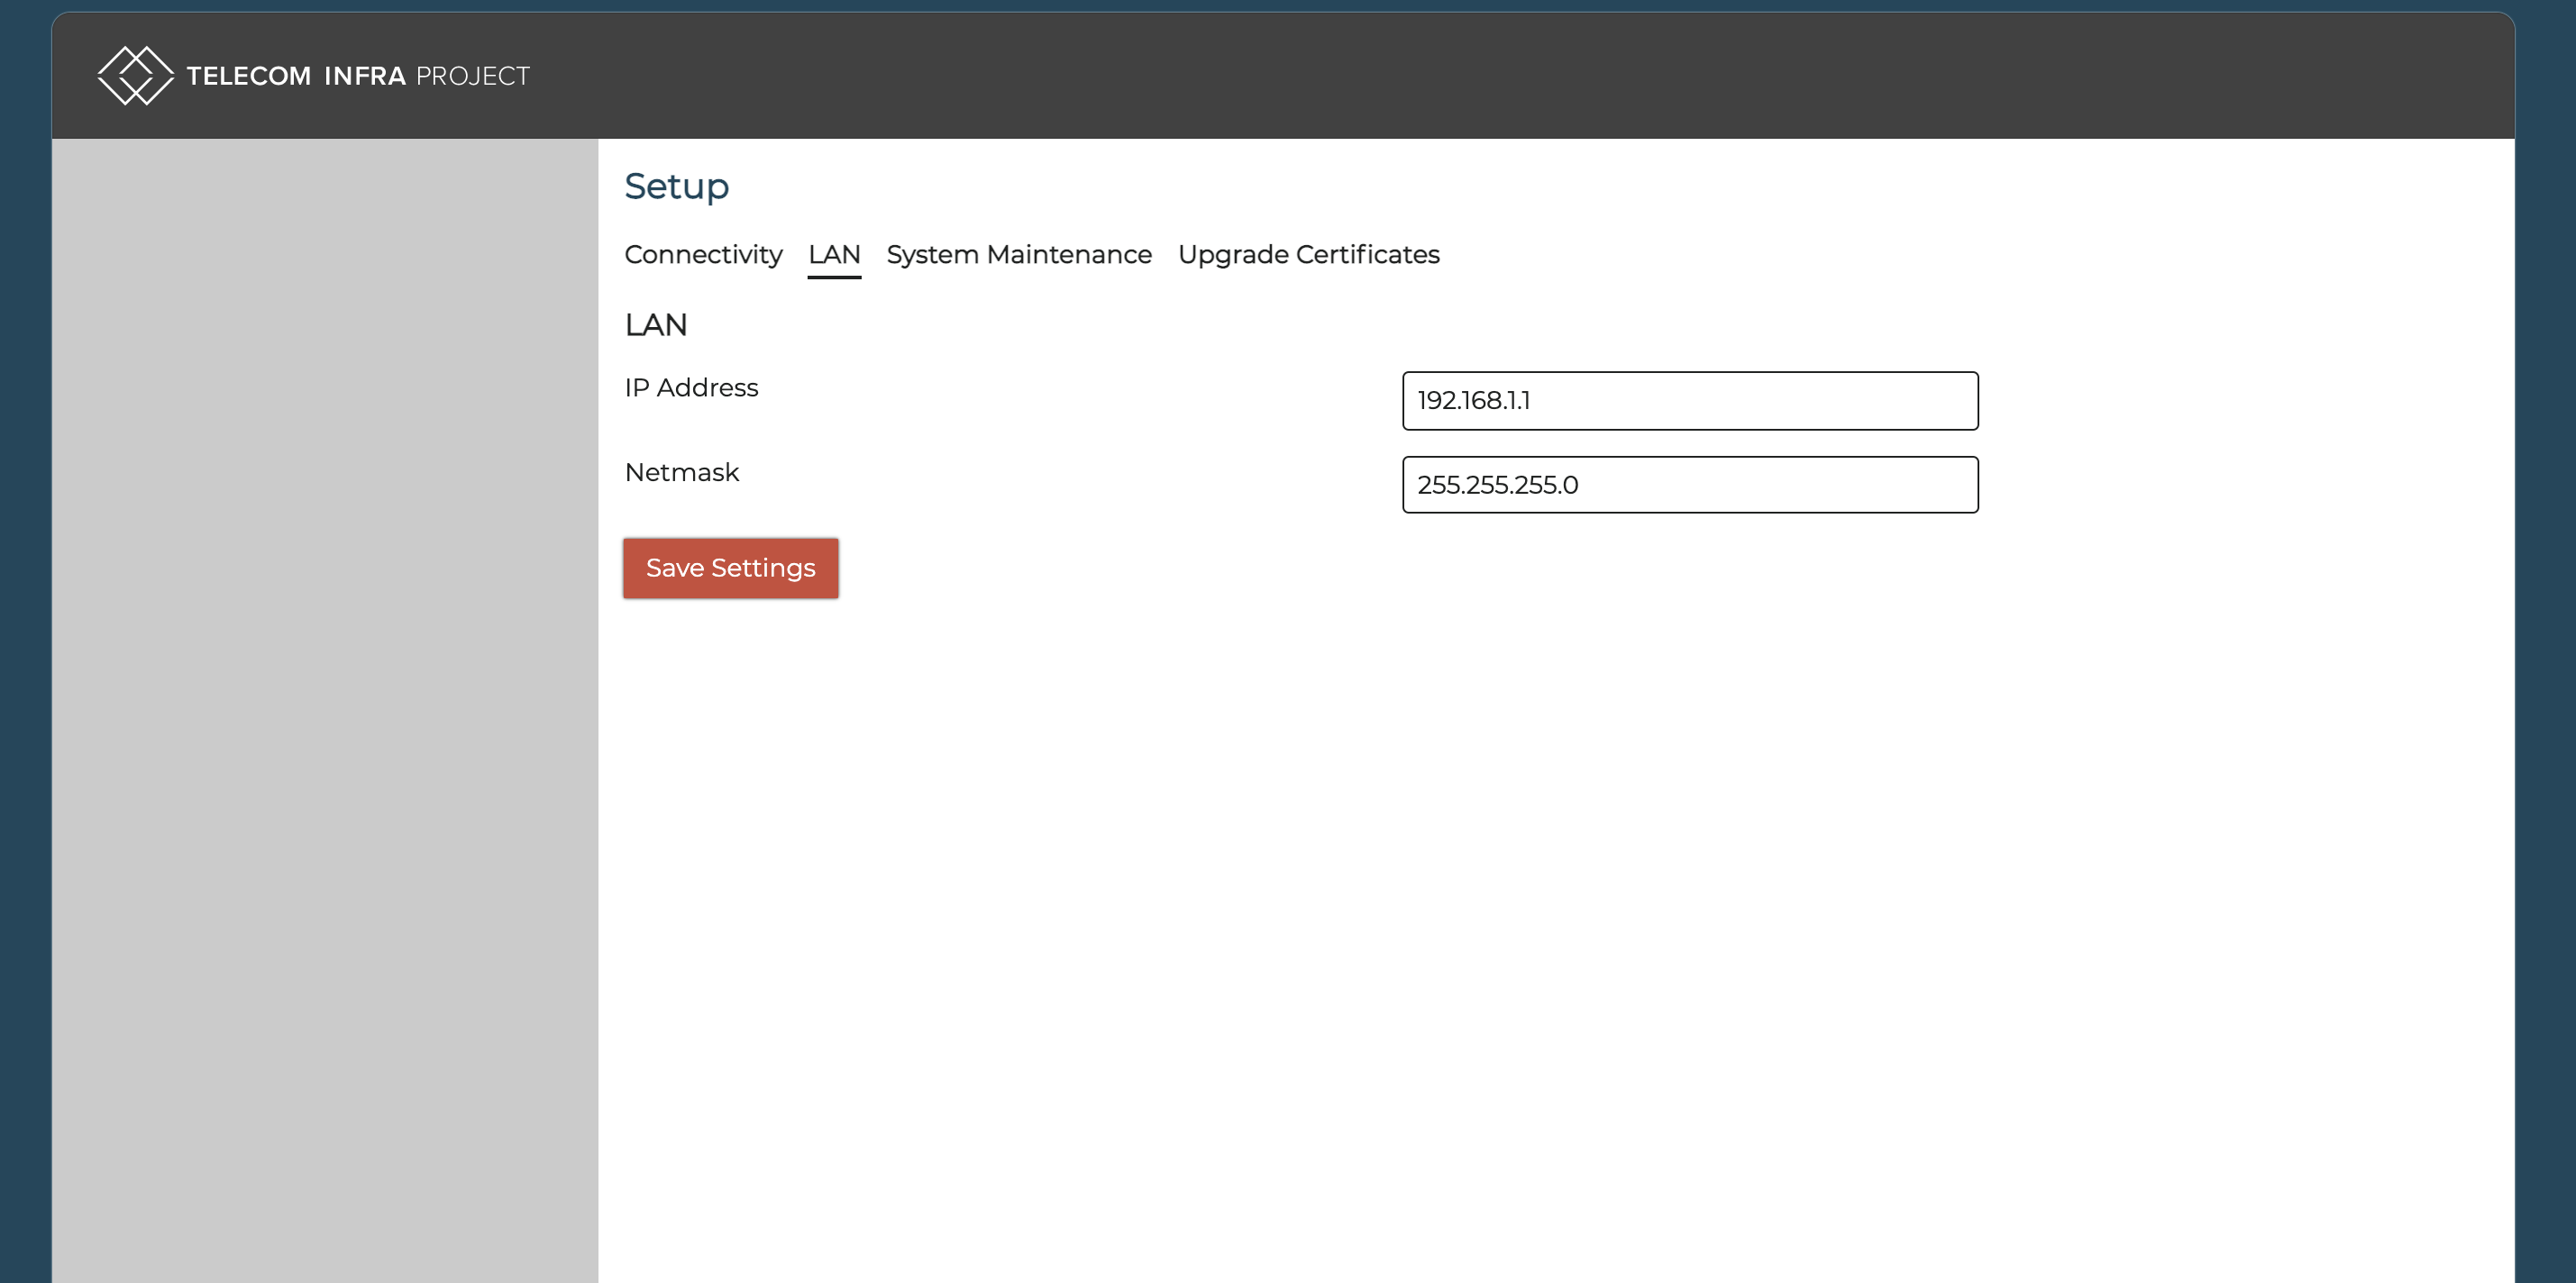 TELECOM INFRA PROJECT
Setup
Connectivity LAN System Maintenance Upgrade Certificates
LAN
IP Address 192.168.1.1
Netmask 255.255.255.0
Save Settings